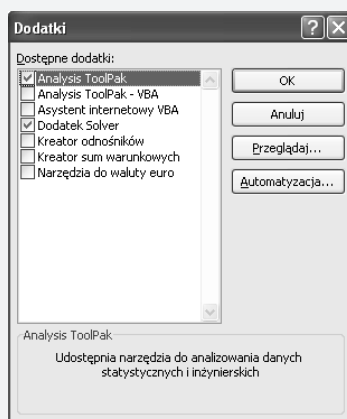 Dodatki
Dostępne dodatki:
Analysis ToolPak
Analysis ToolPak - VBA
Asystent internetowy VBA
Dodatek Solver
Kreator odnośników
Kreator sum warunkowych
Narzędzia do waluty euro
OK
Anuluj
Przeglądaj...
Automatyzacja...
Analysis ToolPak
Udostępnia narzędzia do analizowania danych
statystycznych i inżynierskich